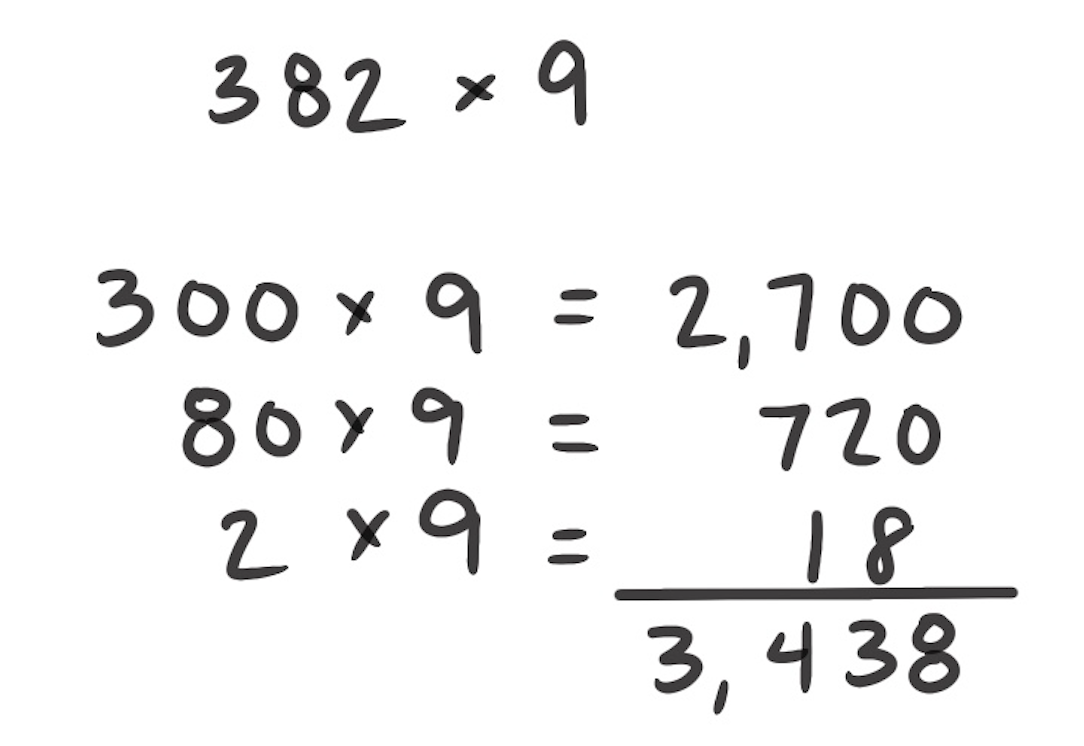 382 × 9
300 × 9 = 2,700
80 × 9 = 720
2 × 9 = 18
3,438